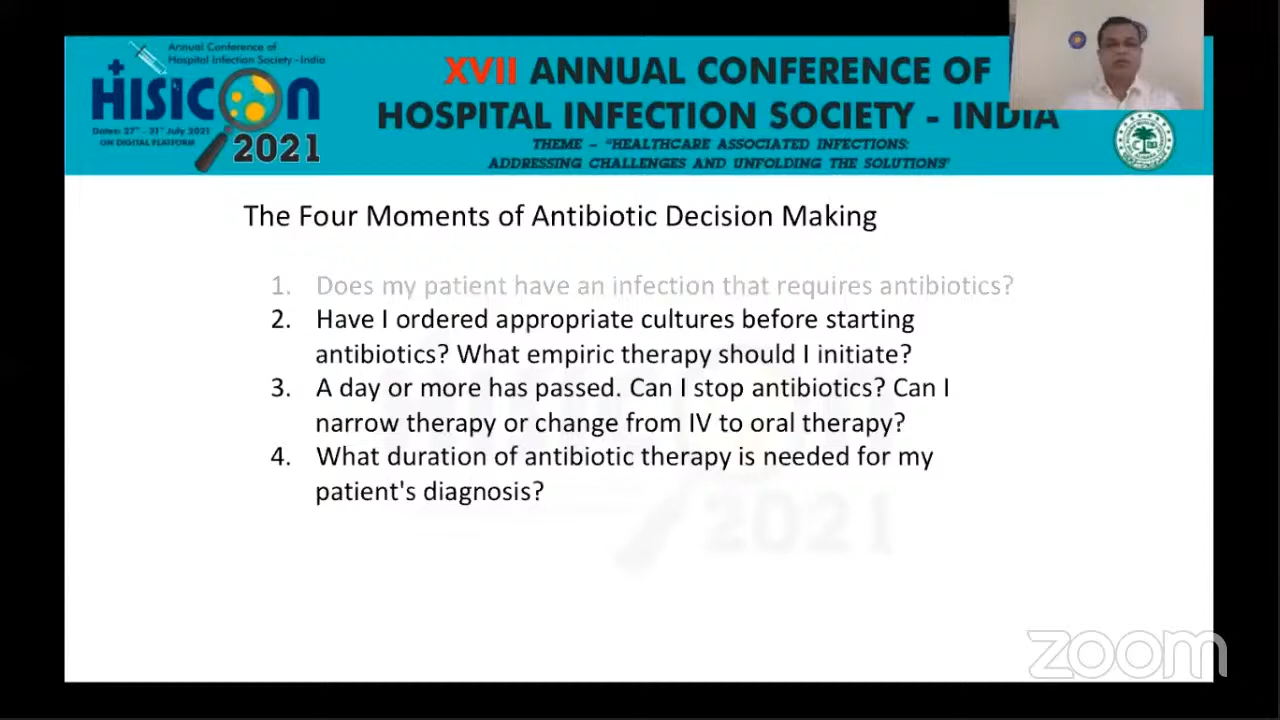 Annual Conference of
Hospital Infection Society -India
HISICON
Dates: 27th - 31st July 2021
ON DIGITAL PLATFORM
2021
XVII ANNUAL CONFERENCE OF
HOSPITAL INFECTION SOCIETY - INDIA
THEME – "HEALTHCARE ASSOCIATED INFECTIONS:
ADDRESSING CHALLENGES AND UNFOLDING THE SOLUTIONS"
The Four Moments of Antibiotic Decision Making
1. Does my patient have an infection that requires antibiotics?
2. Have I ordered appropriate cultures before starting
antibiotics? What empiric therapy should I initiate?
3. A day or more has passed. Can I stop antibiotics? Can I
narrow therapy or change from IV to oral therapy?
4. What duration of antibiotic therapy is needed for my
patient's diagnosis?
2021
zoom